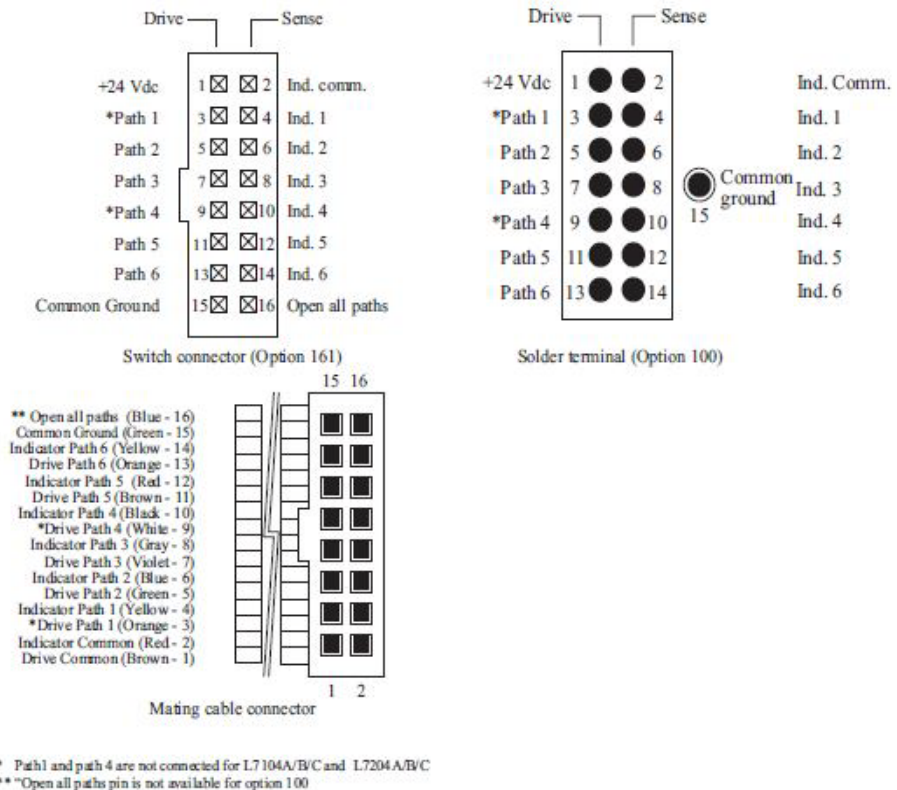 Drive Sense
+24 Vdc 1 2 Ind. comm.
*Path 1 3 4 Ind. 1
Path 2 5 6 Ind. 2
Path 3 7 8 Ind. 3
*Path 4 9 10 Ind. 4
Path 5 11 12 Ind. 5
Path 6 13 14 Ind. 6
Common Ground 15 16 Open all paths
Switch connector (Option 161)
Drive Sense
+24 Vdc 1 2 Ind. Comm.
*Path 1 3 4 Ind. 1
Path 2 5 6 Ind. 2
Path 3 7 8 Ind. 3
*Path 4 9 10 Ind. 4
Path 5 11 12 Ind. 5
Path 6 13 14 Ind. 6
Common
ground
15
Solder terminal (Option 100)
15 16
** Open all paths (Blue - 16)
Common Ground (Green - 15)
Indicator Path 6 (Yellow - 14)
Drive Path 6 (Orange - 13)
Indicator Path 5 (Red - 12)
Drive Path 5 (Brown - 11)
Indicator Path 4 (Black - 10)
*Drive Path 4 (White - 9)
Indicator Path 3 (Gray - 8)
Drive Path 3 (Violet - 7)
Indicator Path 2 (Blue - 6)
Drive Path 2 (Green - 5)
Indicator Path 1 (Yellow - 4)
*Drive Path 1 (Orange - 3)
Indicator Common (Red - 2)
Drive Common (Brown - 1)
1 2
Mating cable connector
* Path1 and path 4 are not connected for L7104A/B/C and L7204A/B/C
** "Open all paths pin is not available for option 100